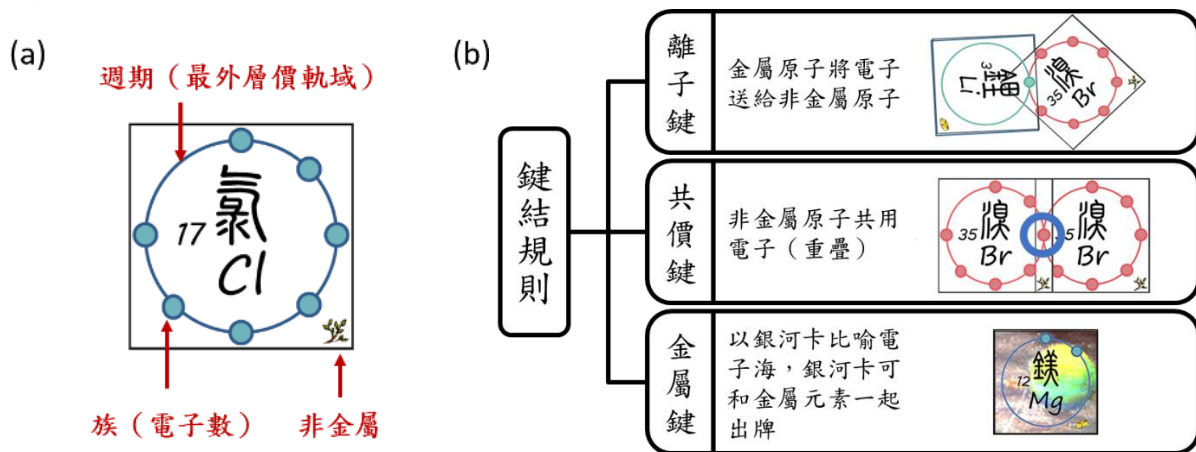 (a)
週期（最外層價軌域）
17
氯
Cl
族（電子數）
非金屬
(b)
鍵結規則
離子鍵
金屬原子將電子
送給非金屬原子
3
鋰
Li
35
溴
Br
共價鍵
非金屬原子共用
電子（重疊）
35
溴
Br
35
溴
Br
金屬鍵
以銀河卡比喻電
子海，銀河卡可
和金屬元素一起
出牌
12
鎂
Mg